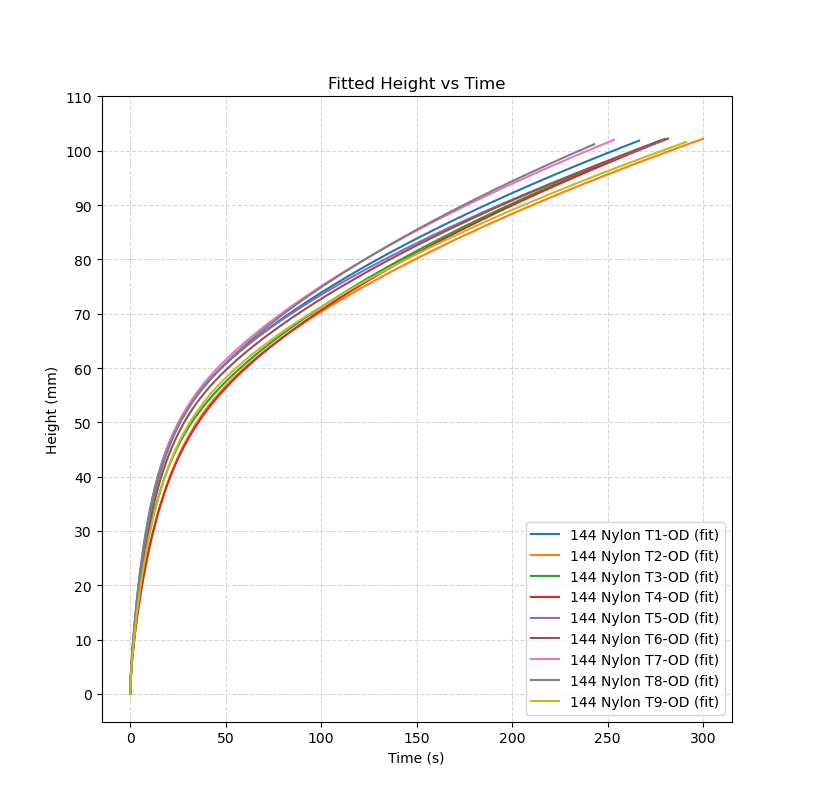 Fitted Height vs Time
110
100
90
80
70
60
50
40
30
20
10
0
Height (mm)
0 50 100 150 200 250 300
Time (s)
144 Nylon T1-OD (fit)
144 Nylon T2-OD (fit)
144 Nylon T3-OD (fit)
144 Nylon T4-OD (fit)
144 Nylon T5-OD (fit)
144 Nylon T6-OD (fit)
144 Nylon T7-OD (fit)
144 Nylon T8-OD (fit)
144 Nylon T9-OD (fit)